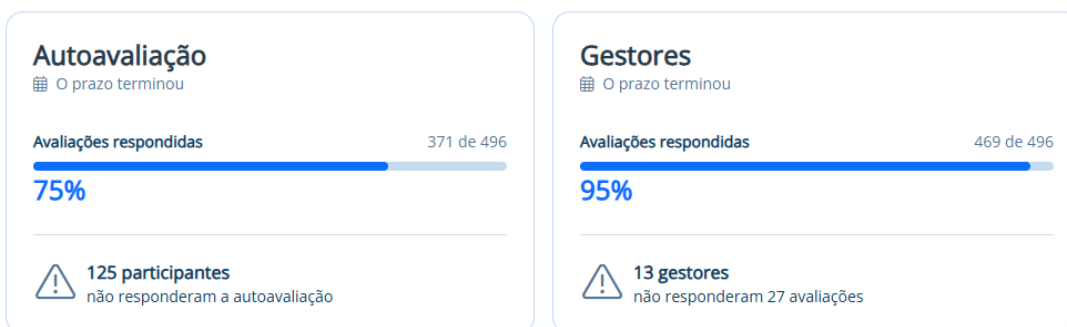 Autoavaliação
O prazo terminou
Avaliações respondidas 371 de 496
75%
125 participantes
não responderam a autoavaliação
Gestores
O prazo terminou
Avaliações respondidas 469 de 496
95%
13 gestores
não responderam 27 avaliações